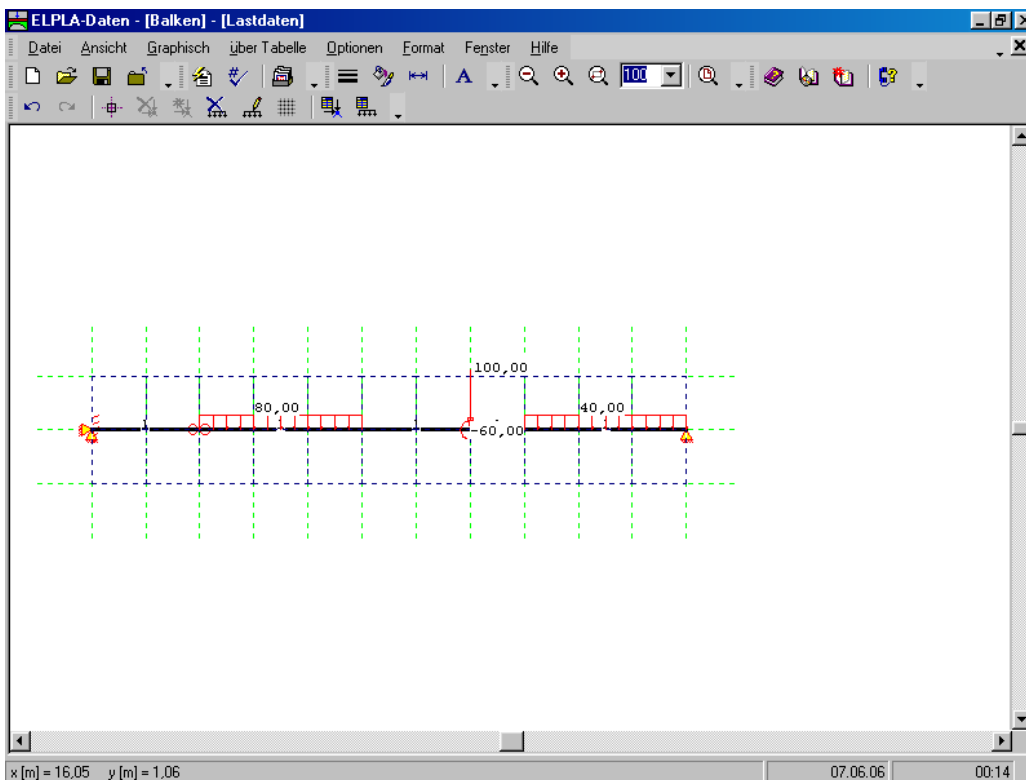 ELPLA-Daten - [Balken] - [Lastdaten]
Datei Ansicht Graphisch über Tabelle Optionen Format Fenster Hilfe
A 100
100,00
80,00 40,00
-60,00
x [m] = 16,05 y [m] = 1,06 07.06.06 00:14